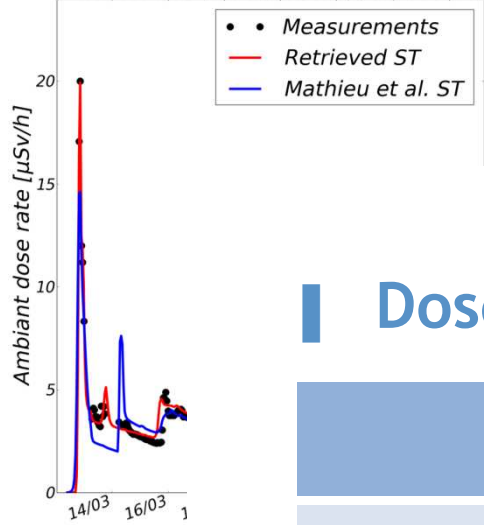 Measurements
Retrieved ST
Mathieu et al. ST
Ambiant dose rate [μSv/h]
20
15
10
5
0
14/03
16/03
Dose